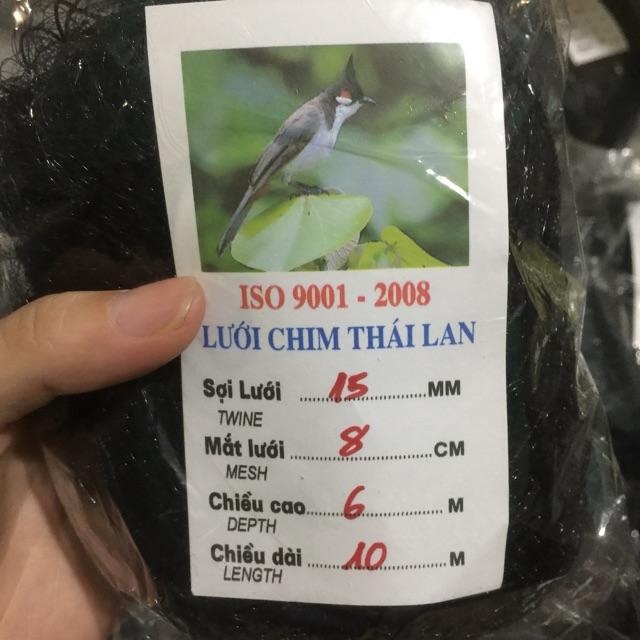 ISO 9001 - 2008
LƯỚI CHIM THÁI LAN
Sợi Lưới ........15........MM
TWINE
Mắt lưới ........8........CM
MESH
Chiều cao........6........M
DEPTH
Chiều dài ........10........M
LENGTH